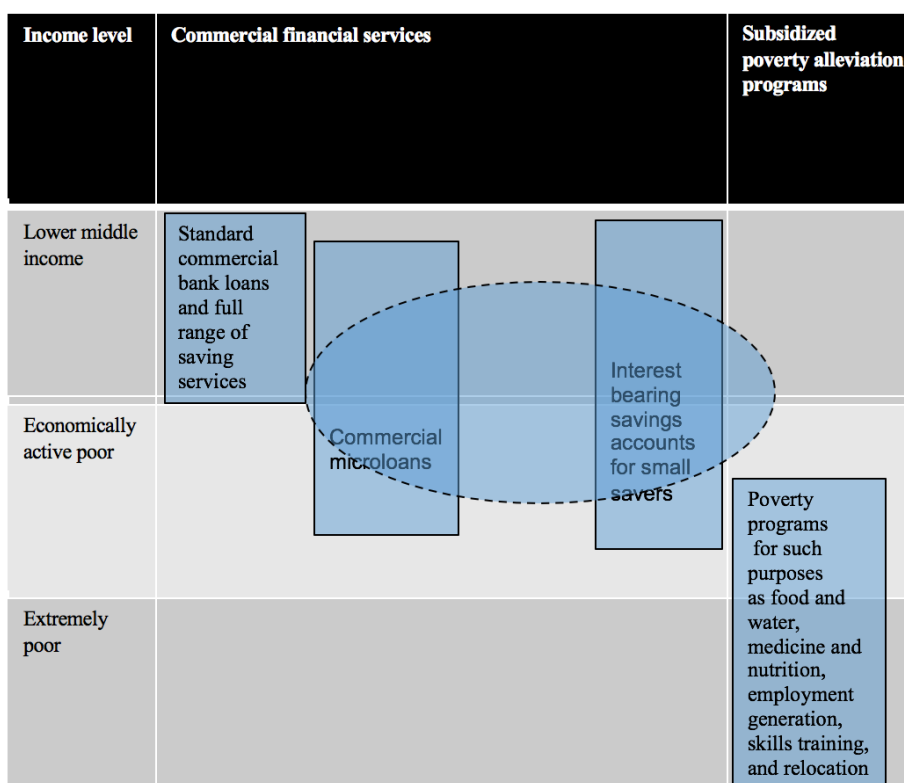 Income level
Commercial financial services
Subsidized
poverty alleviation
programs
Lower middle
income
Standard
commercial
bank loans
and full
range of
saving
services
Interest
bearing
savings
accounts
for small
savers
Economically
active poor
Commercial
microloans
Poverty
programs
for such
purposes
as food and
water,
medicine and
nutrition,
employment
generation,
skills training,
and relocation
Extremely
poor